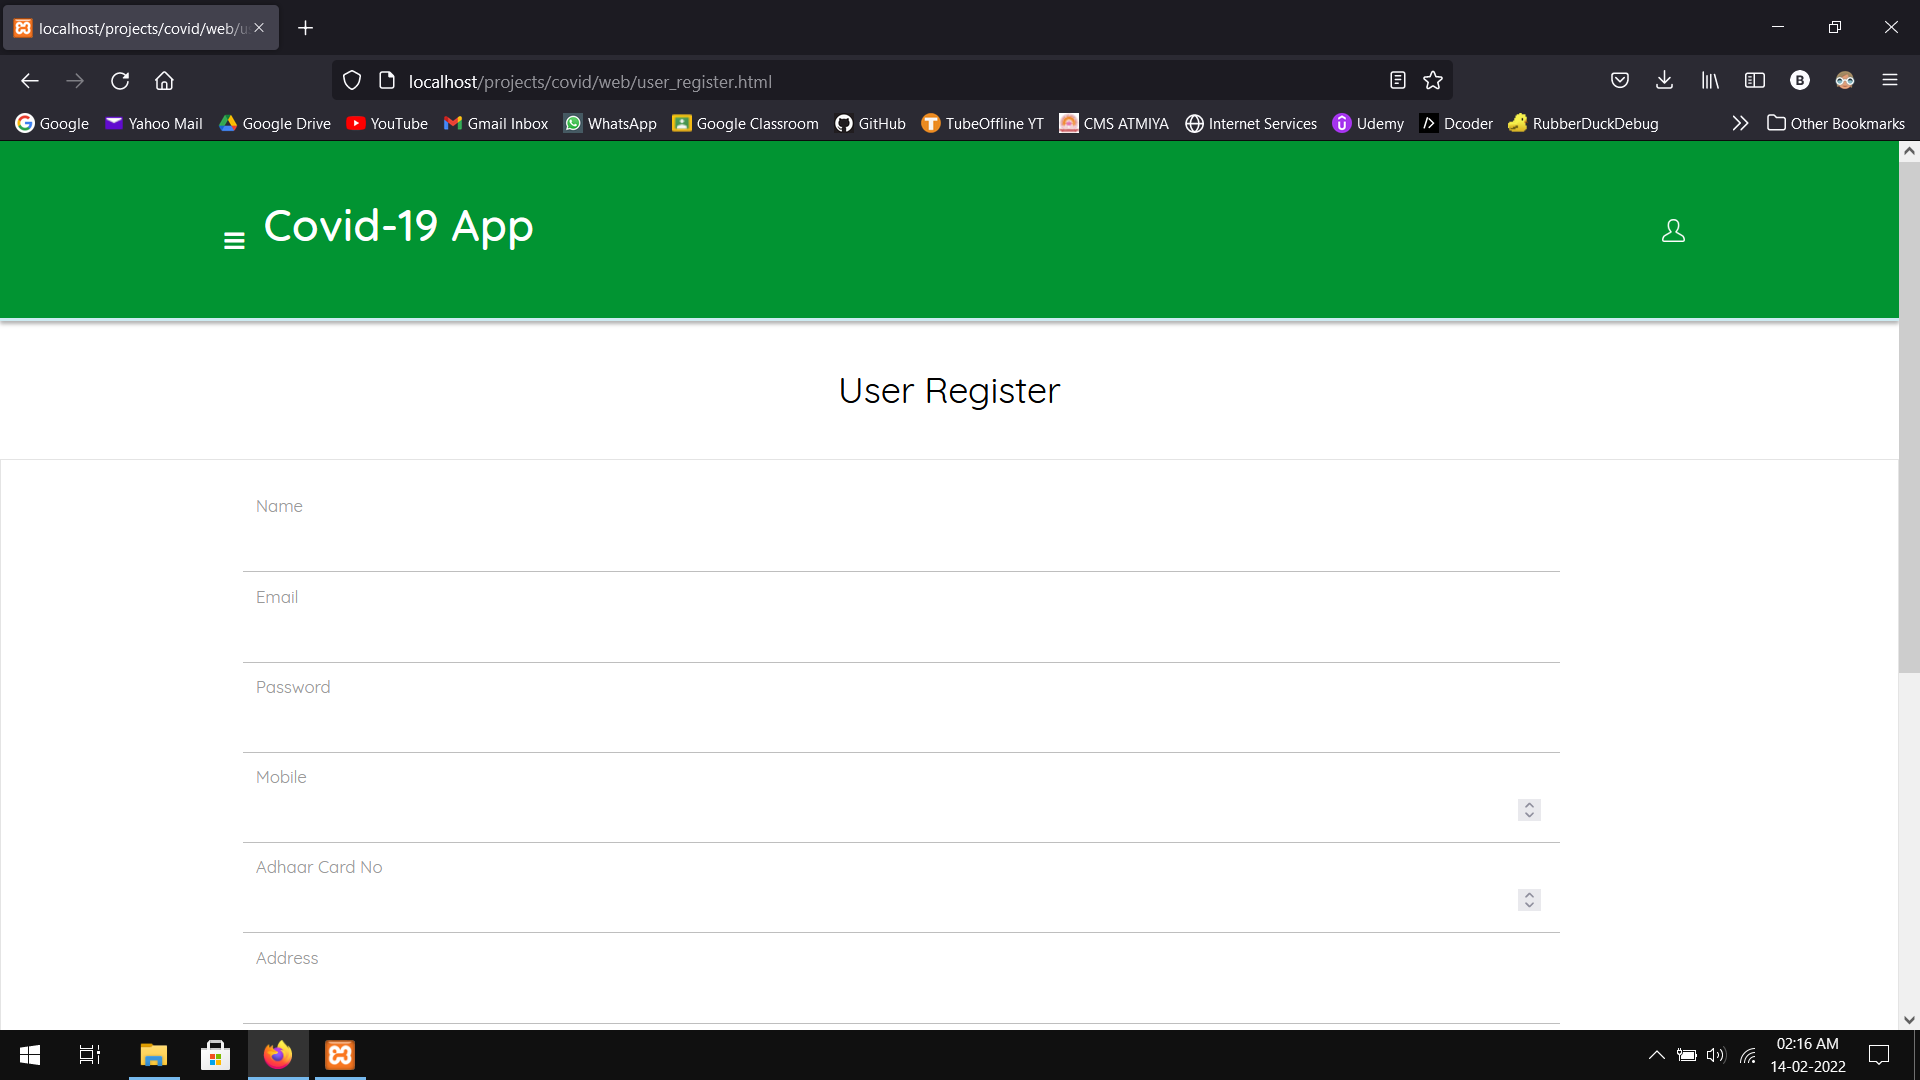 localhost/projects/covid/web/u
localhost/projects/covid/web/user_register.html
Google Yahoo Mail Google Drive YouTube Gmail Inbox WhatsApp Google Classroom GitHub TubeOffline YT CMS ATMIYA Internet Services Udemy Dcoder RubberDuckDebug Other Bookmarks
Covid-19 App
User Register
Name
Email
Password
Mobile
Adhaar Card No
Address
02:16 AM
14-02-2022